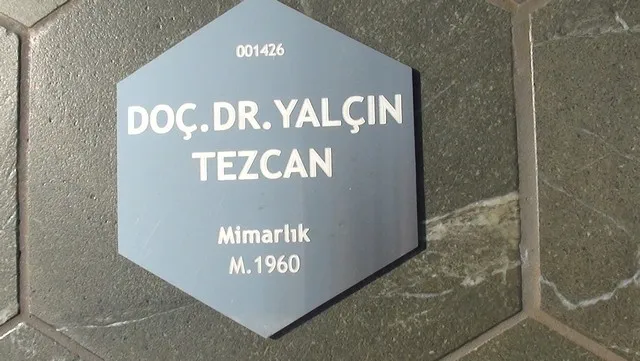 001426
DOÇ.DR.YALÇIN
TEZCAN
Mimarlık
M.1960